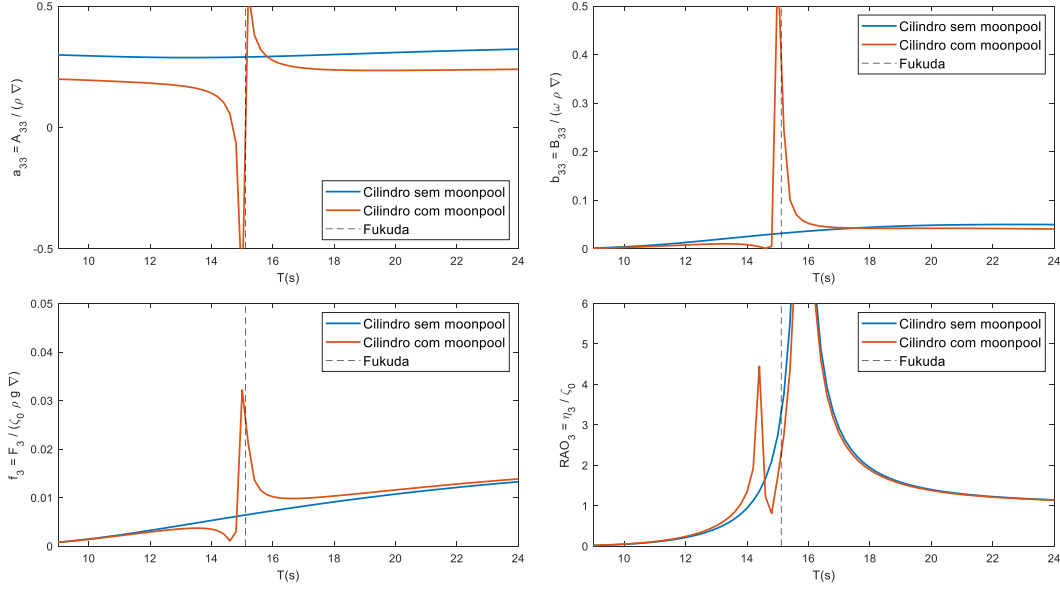 0.5
0
-0.5
a33 = A33 / (ρ ∇)
10 12 14 16 18 20 22 24
T(s)
Cilindro sem moonpool
Cilindro com moonpool
Fukuda
0.5
0.4
0.3
0.2
0.1
0
b33 = B33 / (ω ρ ∇)
10 12 14 16 18 20 22 24
T(s)
Cilindro sem moonpool
Cilindro com moonpool
Fukuda
0.05
0.04
0.03
0.02
0.01
0
f3 = F3 / (ζ0 ρ g ∇)
10 12 14 16 18 20 22 24
T(s)
Cilindro sem moonpool
Cilindro com moonpool
Fukuda
6
5
4
3
2
1
0
RAO3 = η3 / ζ0
10 12 14 16 18 20 22 24
T(s)
Cilindro sem moonpool
Cilindro com moonpool
Fukuda